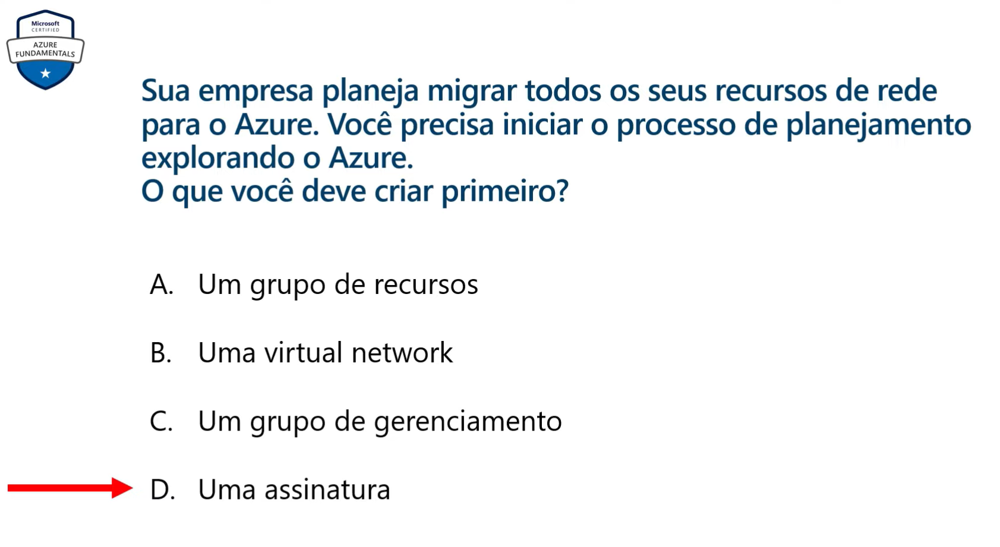 Microsoft
CERTIFIED
AZURE
FUNDAMENTALS
Sua empresa planeja migrar todos os seus recursos de rede
para o Azure. Você precisa iniciar o processo de planejamento
explorando o Azure.
O que você deve criar primeiro?
A. Um grupo de recursos
B. Uma virtual network
C. Um grupo de gerenciamento
D. Uma assinatura